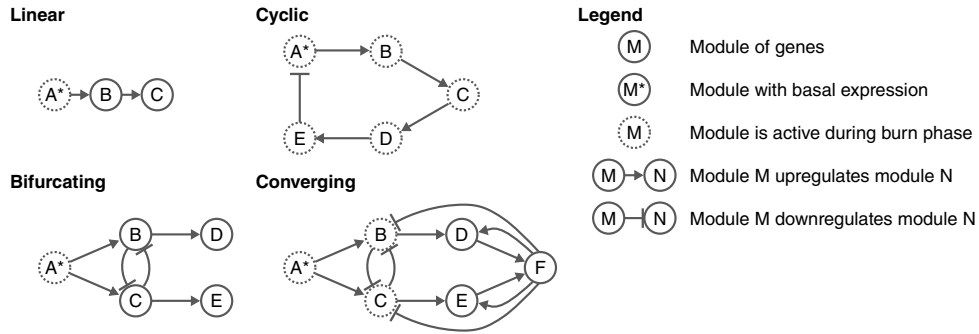 Linear
A* B C
Cyclic
A* B
C
E D
Bifurcating
B D
A*
C E
Converging
B D
A* F
C E
Legend
M Module of genes
M* Module with basal expression
M Module is active during burn phase
M N Module M upregulates module N
M N Module M downregulates module N